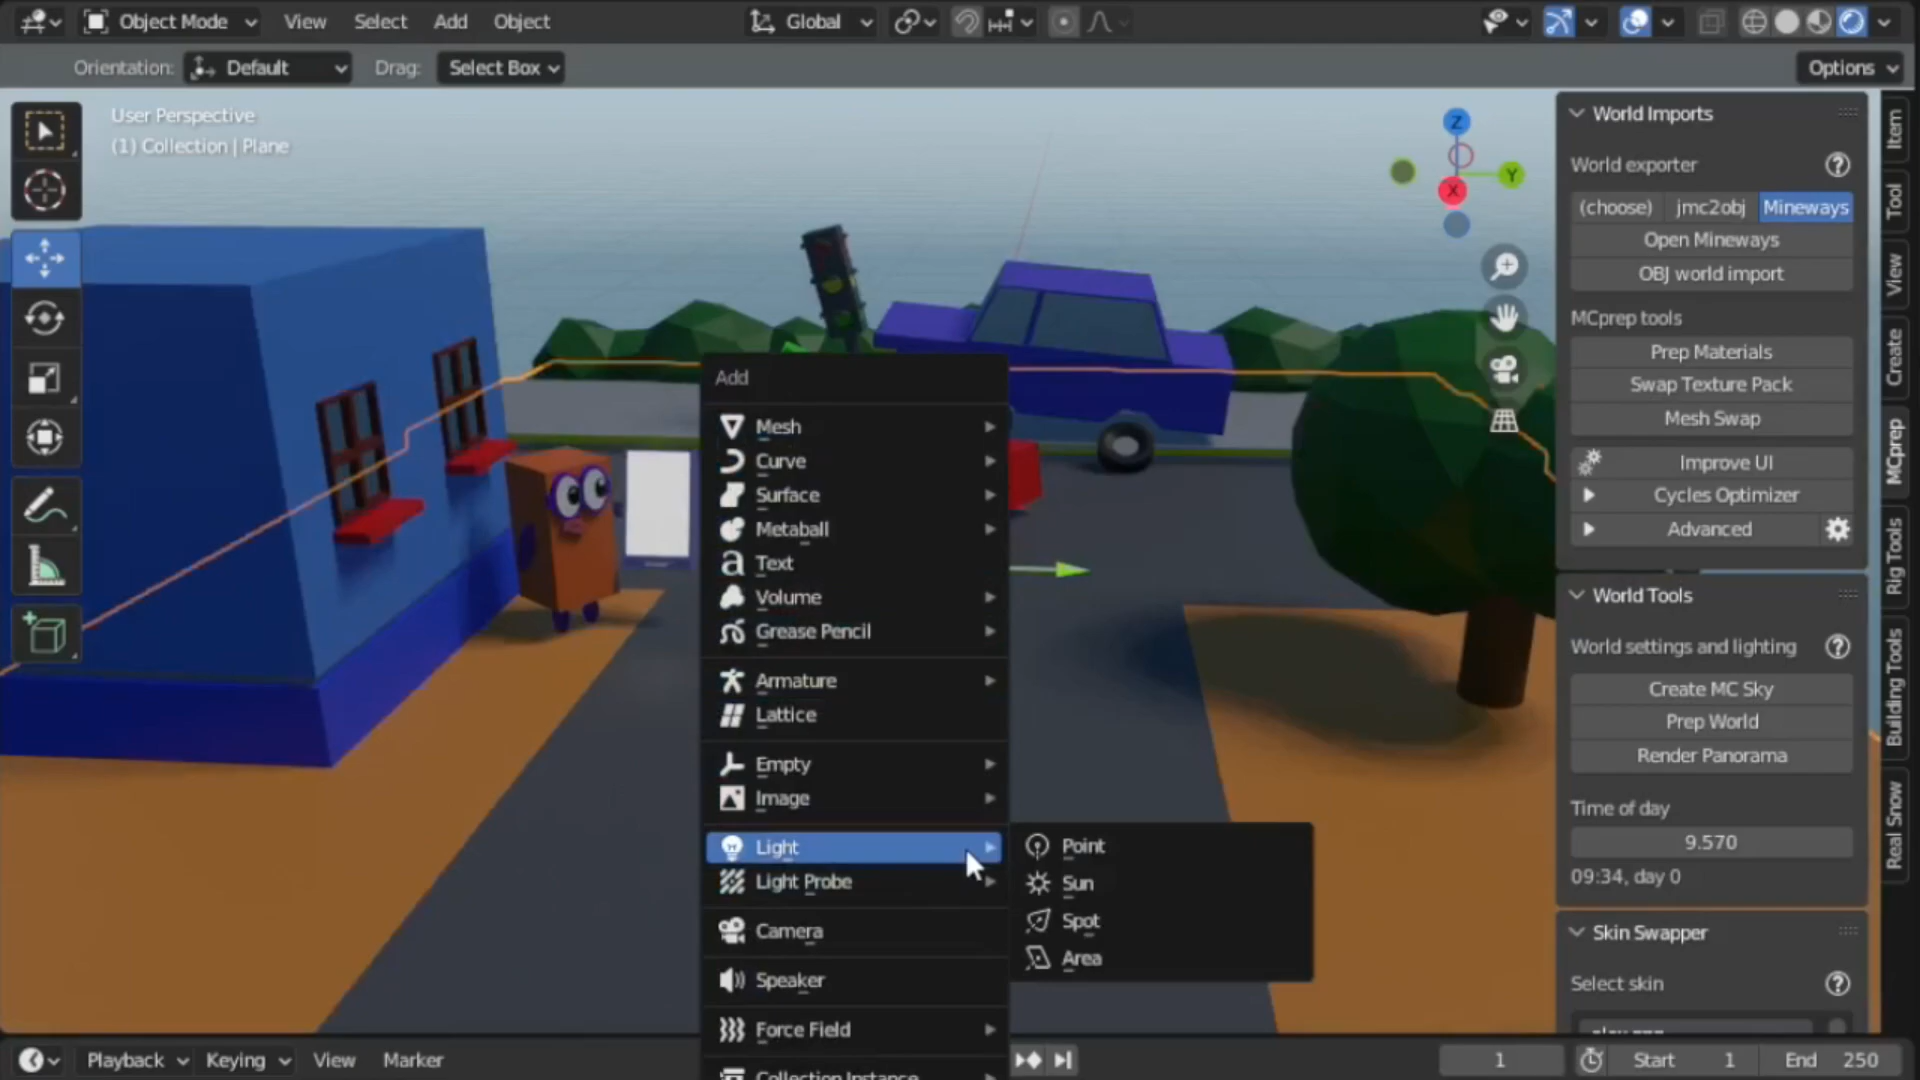 Object Mode View Select Add Object Global
Orientation: Default Drag: Select Box Options
User Perspective
(1) Collection | Plane
Z
Y
X
Add
Mesh
Curve
Surface
Metaball
Text
Volume
Grease Pencil
Armature
Lattice
Empty
Image
Light
Light Probe
Camera
Speaker
Force Field
Collection Instance
Point
Sun
Spot
Area
World Imports
World exporter
(choose) jmc2obj Mineways
Open Mineways
OBJ world import
MCprep tools
Prep Materials
Swap Texture Pack
Mesh Swap
Improve UI
Cycles Optimizer
Advanced
World Tools
World settings and lighting
Create MC Sky
Prep World
Render Panorama
Time of day
9.570
09:34, day 0
Skin Swapper
Select skin
Item
Tool
View
Create
MCprep
Rig Tools
Building Tools
Real Snow
Playback Keying View Marker 1 Start 1 End 250